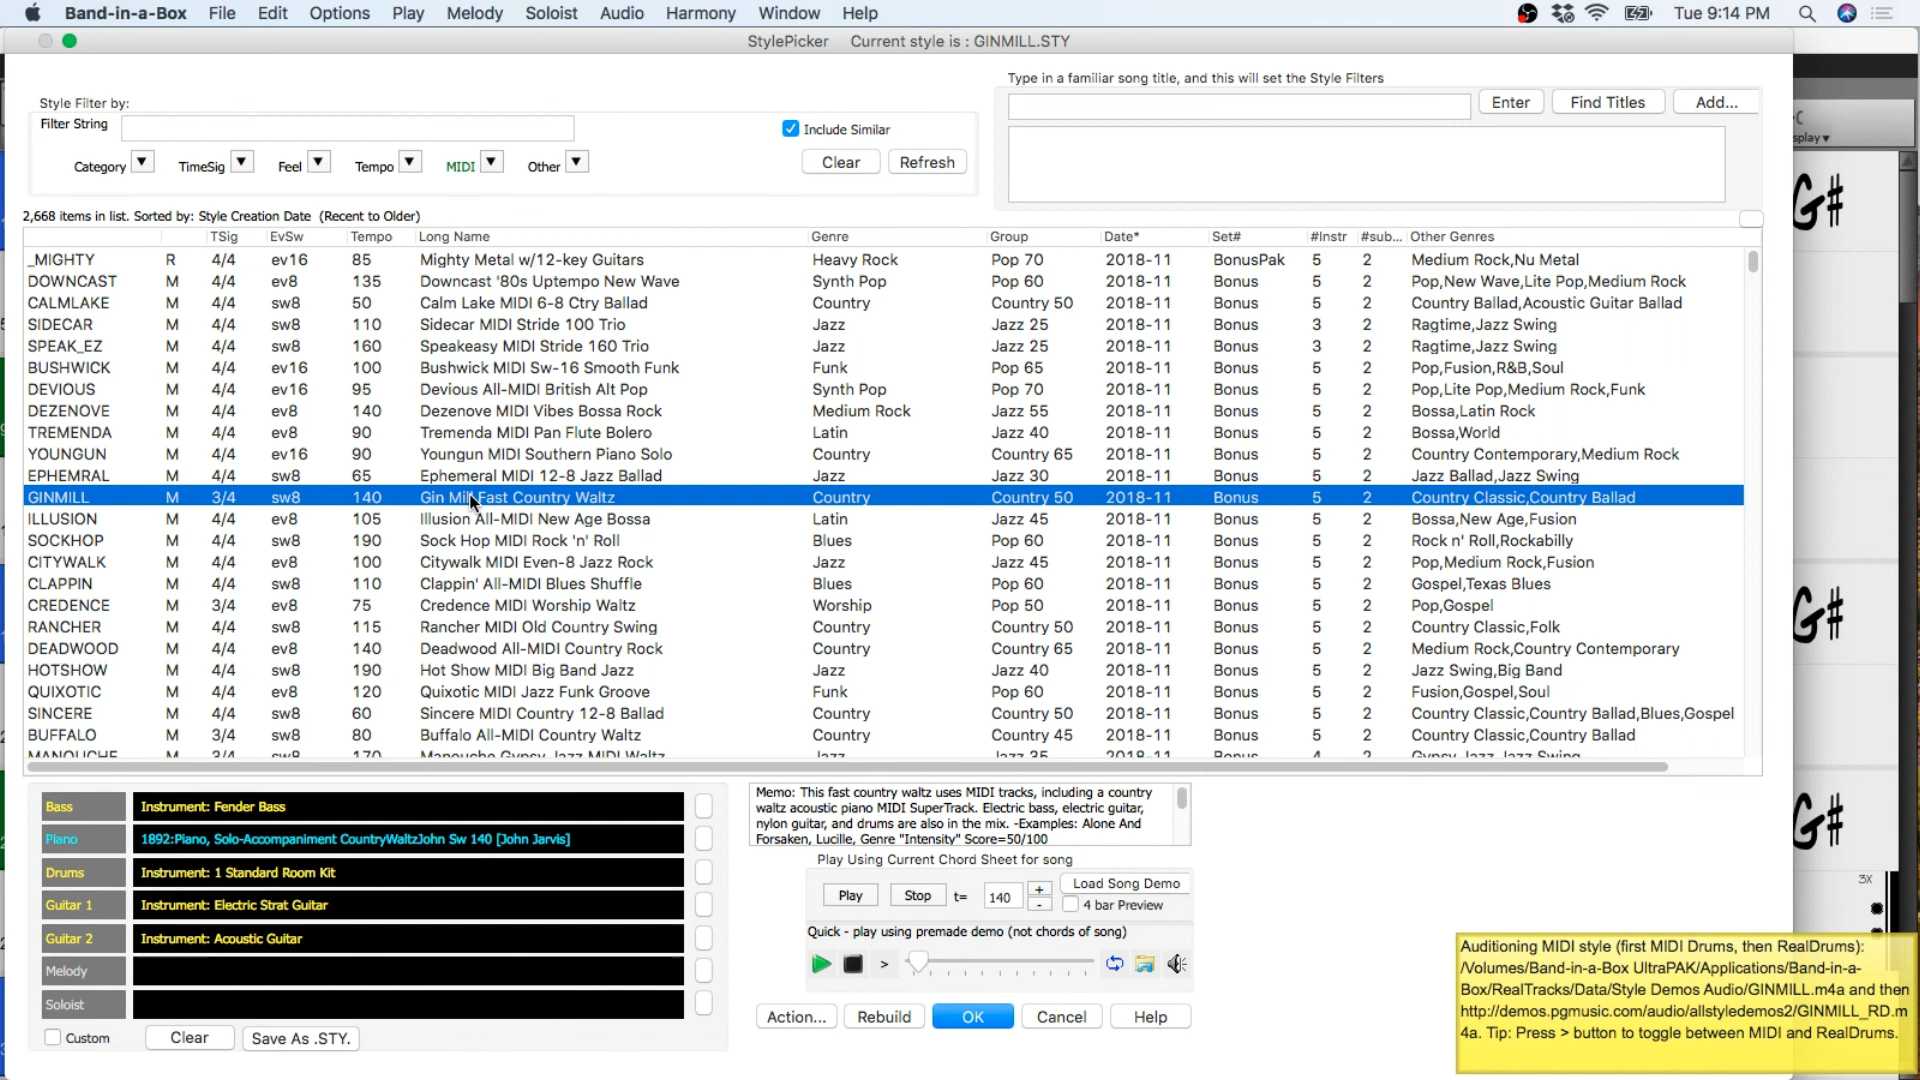 Band-in-a-Box File Edit Options Play Melody Soloist Audio Harmony Window Help Tue 9:14 PM
StylePicker Current style is : GINMILL.STY
Type in a familiar song title, and this will set the Style Filters
Style Filter by:
Enter Find Titles Add...
Filter String
Include Similar
Category TimeSig Feel Tempo MIDI Other
Clear Refresh
2,668 items in list. Sorted by: Style Creation Date (Recent to Older)
TSig EvSw Tempo Long Name Genre Group Date* Set# #Instr #sub... Other Genres
_MIGHTY R 4/4 ev16 85 Mighty Metal w/12-key Guitars Heavy Rock Pop 70 2018-11 BonusPak 5 2 Medium Rock,Nu Metal
DOWNCAST M 4/4 ev8 135 Downcast '80s Uptempo New Wave Synth Pop Pop 60 2018-11 Bonus 5 2 Pop,New Wave,Lite Pop,Medium Rock
CALMLAKE M 4/4 sw8 50 Calm Lake MIDI 6-8 Ctry Ballad Country Country 50 2018-11 Bonus 5 2 Country Ballad,Acoustic Guitar Ballad
SIDECAR M 4/4 sw8 110 Sidecar MIDI Stride 100 Trio Jazz Jazz 25 2018-11 Bonus 3 2 Ragtime,Jazz Swing
SPEAK_EZ M 4/4 sw8 160 Speakeasy MIDI Stride 160 Trio Jazz Jazz 25 2018-11 Bonus 3 2 Ragtime,Jazz Swing
BUSHWICK M 4/4 ev16 100 Bushwick MIDI Sw-16 Smooth Funk Funk Pop 65 2018-11 Bonus 5 2 Pop,Fusion,R&B,Soul
DEVIOUS M 4/4 ev16 95 Devious All-MIDI British Alt Pop Synth Pop Pop 70 2018-11 Bonus 5 2 Pop,Lite Pop,Medium Rock,Funk
DEZENOVE M 4/4 ev8 140 Dezenove MIDI Vibes Bossa Rock Medium Rock Jazz 55 2018-11 Bonus 5 2 Bossa,Latin Rock
TREMENDA M 4/4 ev8 90 Tremenda MIDI Pan Flute Bolero Latin Jazz 40 2018-11 Bonus 5 2 Bossa,World
YOUNGUN M 4/4 ev16 90 Youngun MIDI Southern Piano Solo Country Country 65 2018-11 Bonus 5 2 Country Contemporary,Medium Rock
EPHEMRAL M 4/4 sw8 65 Ephemeral MIDI 12-8 Jazz Ballad Jazz Jazz 30 2018-11 Bonus 5 2 Jazz Ballad,Jazz Swing
GINMILL M 3/4 sw8 140 Gin Mill Fast Country Waltz Country Country 50 2018-11 Bonus 5 2 Country Classic,Country Ballad
ILLUSION M 4/4 ev8 105 Illusion All-MIDI New Age Bossa Latin Jazz 45 2018-11 Bonus 5 2 Bossa,New Age,Fusion
SOCKHOP M 4/4 sw8 190 Sock Hop MIDI Rock 'n' Roll Blues Pop 60 2018-11 Bonus 5 2 Rock n' Roll,Rockabilly
CITYWALK M 4/4 ev8 100 Citywalk MIDI Even-8 Jazz Rock Jazz Jazz 45 2018-11 Bonus 5 2 Pop,Medium Rock,Fusion
CLAPPIN M 4/4 sw8 110 Clappin' All-MIDI Blues Shuffle Blues Pop 60 2018-11 Bonus 5 2 Gospel,Texas Blues
CREDENCE M 3/4 ev8 75 Credence MIDI Worship Waltz Worship Pop 50 2018-11 Bonus 5 2 Pop,Gospel
RANCHER M 4/4 sw8 115 Rancher MIDI Old Country Swing Country Country 50 2018-11 Bonus 5 2 Country Classic,Folk
DEADWOOD M 4/4 ev8 140 Deadwood All-MIDI Country Rock Country Country 65 2018-11 Bonus 5 2 Medium Rock,Country Contemporary
HOTSHOW M 4/4 sw8 190 Hot Show MIDI Big Band Jazz Jazz Jazz 40 2018-11 Bonus 5 2 Jazz Swing,Big Band
QUIXOTIC M 4/4 ev8 120 Quixotic MIDI Jazz Funk Groove Funk Pop 60 2018-11 Bonus 5 2 Fusion,Gospel,Soul
SINCERE M 4/4 sw8 60 Sincere MIDI Country 12-8 Ballad Country Country 50 2018-11 Bonus 5 2 Country Classic,Country Ballad,Blues,Gospel
BUFFALO M 3/4 sw8 80 Buffalo All-MIDI Country Waltz Country Country 45 2018-11 Bonus 5 2 Country Classic,Country Ballad
MANOUCHE M 3/4 sw8 170 Manouche Gypsy Jazz MIDI Waltz Jazz Jazz 35 2018-11 Bonus 4 2 Gypsy Jazz,Jazz Swing
Bass Instrument: Fender Bass
Piano 1892:Piano, Solo-Accompaniment CountryWaltzJohn Sw 140 [John Jarvis]
Drums Instrument: 1 Standard Room Kit
Guitar 1 Instrument: Electric Strat Guitar
Guitar 2 Instrument: Acoustic Guitar
Melody
Soloist
Custom Clear Save As .STY.
Memo: This fast country waltz uses MIDI tracks, including a country
waltz acoustic piano MIDI SuperTrack. Electric bass, electric guitar,
nylon guitar, and drums are also in the mix. -Examples: Alone And
Forsaken, Lucille, Genre "Intensity" Score=50/100
Play Using Current Chord Sheet for song
Play Stop t= 140 + - Load Song Demo
4 bar Preview
Quick - play using premade demo (not chords of song)
>
Action... Rebuild OK Cancel Help
splay
G#
G#
G#
3X
Auditioning MIDI style (first MIDI Drums, then RealDrums):
/Volumes/Band-in-a-Box UltraPAK/Applications/Band-in-a-
Box/RealTracks/Data/Style Demos Audio/GINMILL.m4a and then
http://demos.pgmusic.com/audio/allstyledemos2/GINMILL_RD.m
4a. Tip: Press > button to toggle between MIDI and RealDrums.